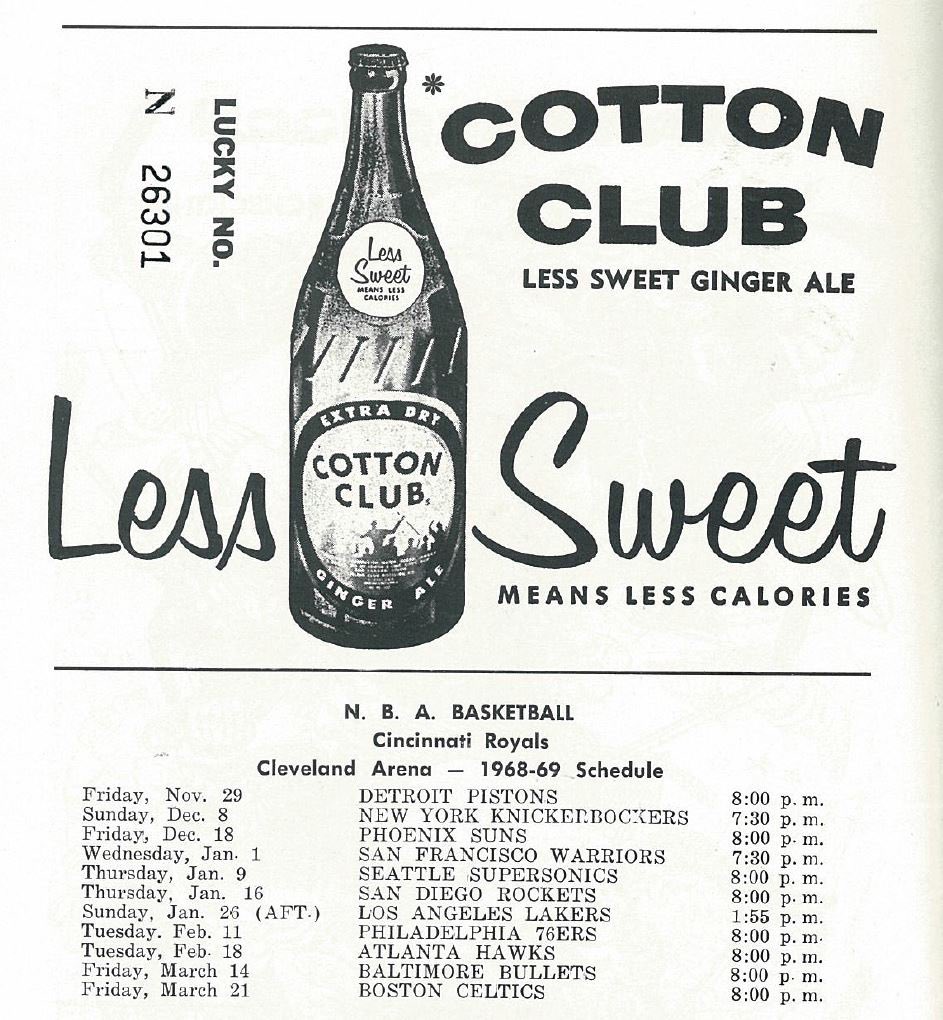 LUCKY NO.
N 26301
*COTTON
CLUB
LESS SWEET GINGER ALE
Less
Sweet
MEANS LESS
CALORIES
EXTRA DRY
COTTON
CLUB
GINGER ALE
Less Sweet
MEANS LESS CALORIES
N. B. A. BASKETBALL
Cincinnati Royals
Cleveland Arena — 1968-69 Schedule
Friday, Nov. 29 DETROIT PISTONS 8:00 p. m.
Sunday, Dec. 8 NEW YORK KNICKERBOCKERS 7:30 p. m.
Friday, Dec. 18 PHOENIX SUNS 8:00 p. m.
Wednesday, Jan. 1 SAN FRANCISCO WARRIORS 7:30 p. m.
Thursday, Jan. 9 SEATTLE SUPERSONICS 8:00 p. m.
Thursday, Jan. 16 SAN DIEGO ROCKETS 8:00 p. m.
Sunday, Jan. 26 (AFT.) LOS ANGELES LAKERS 1:55 p. m.
Tuesday. Feb. 11 PHILADELPHIA 76ERS 8:00 p. m.
Tuesday, Feb. 18 ATLANTA HAWKS 8:00 p. m.
Friday, March 14 BALTIMORE BULLETS 8:00 p. m.
Friday, March 21 BOSTON CELTICS 8:00 p. m.